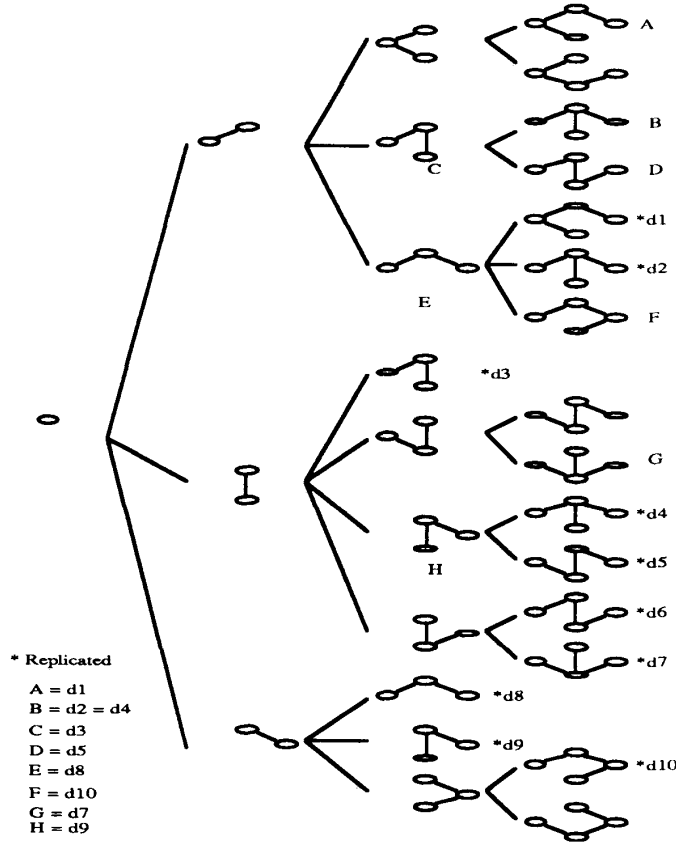 A
B
C
D
*d1
*d2
E
F
*d3
G
*d4
H
*d5
*d6
*d7
* Replicated
A = d1
B = d2 = d4
C = d3
D = d5
E = d8
F = d10
G = d7
H = d9
*d8
*d9
*d10